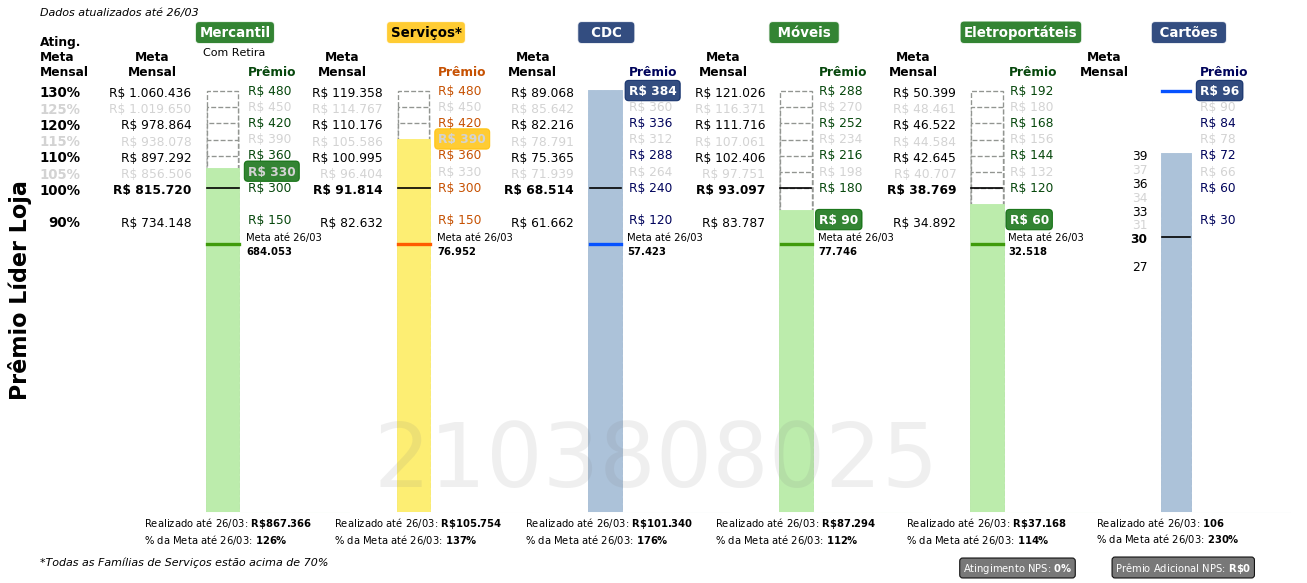 Dados atualizados até 26/03
Mercantil Serviços* CDC Móveis Eletroportáteis Cartões
Com Retira
Ating. Meta Mensal Meta Mensal Prêmio Meta Mensal Prêmio Meta Mensal Prêmio Meta Mensal Prêmio Meta Mensal Prêmio Meta Mensal Prêmio
130% R$ 1.060.436 R$ 480 R$ 119.358 R$ 480 R$ 89.068 R$ 384 R$ 121.026 R$ 288 R$ 50.399 R$ 192 R$ 96
125% R$ 1.019.650 R$ 450 R$ 114.767 R$ 450 R$ 85.642 R$ 360 R$ 116.371 R$ 270 R$ 48.461 R$ 180 R$ 90
120% R$ 978.864 R$ 420 R$ 110.176 R$ 420 R$ 82.216 R$ 336 R$ 111.716 R$ 252 R$ 46.522 R$ 168 R$ 84
115% R$ 938.078 R$ 390 R$ 105.586 R$ 390 R$ 78.791 R$ 312 R$ 107.061 R$ 234 R$ 44.584 R$ 156 R$ 78
110% R$ 897.292 R$ 360 R$ 100.995 R$ 360 R$ 75.365 R$ 288 R$ 102.406 R$ 216 R$ 42.645 R$ 144 39 R$ 72
105% R$ 856.506 R$ 330 R$ 96.404 R$ 330 R$ 71.939 R$ 264 R$ 97.751 R$ 198 R$ 40.707 R$ 132 37 R$ 66
100% R$ 815.720 R$ 300 R$ 91.814 R$ 300 R$ 68.514 R$ 240 R$ 93.097 R$ 180 R$ 38.769 R$ 120 36 R$ 60
34
33
90% R$ 734.148 R$ 150 R$ 82.632 R$ 150 R$ 61.662 R$ 120 R$ 83.787 R$ 90 R$ 34.892 R$ 60 31 R$ 30
30
27
Meta até 26/03 Meta até 26/03 Meta até 26/03 Meta até 26/03 Meta até 26/03
684.053 76.952 57.423 77.746 32.518
Prêmio Líder Loja
2103808025
Realizado até 26/03: R$867.366 Realizado até 26/03: R$105.754 Realizado até 26/03: R$101.340 Realizado até 26/03: R$87.294 Realizado até 26/03: R$37.168 Realizado até 26/03: 106
% da Meta até 26/03: 126% % da Meta até 26/03: 137% % da Meta até 26/03: 176% % da Meta até 26/03: 112% % da Meta até 26/03: 114% % da Meta até 26/03: 230%
*Todas as Famílias de Serviços estão acima de 70%
Atingimento NPS: 0% Prêmio Adicional NPS: R$0